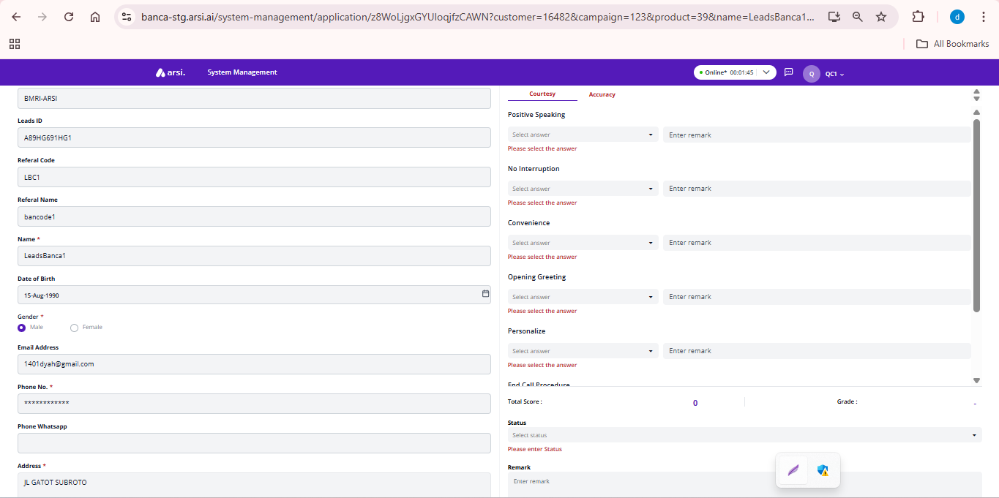 banca-stg.arsi.ai/system-management/application/z8WoLjgxGYUIoqjfzCAWN?customer=16482&campaign=123&product=39&name=LeadsBanca1...
d
All Bookmarks
arsi.
System Management
Online* 00:01:45
Q
QC1
BMRI-ARSI
Leads ID
A89HG691HG1
Referal Code
LBC1
Referal Name
bancode1
Name *
LeadsBanca1
Date of Birth
15-Aug-1990
Gender *
Male
Female
Email Address
1401dyah@gmail.com
Phone No. *
************
Phone Whatsapp
Address *
JL GATOT SUBROTO
Courtesy
Accuracy
Positive Speaking
Select answer
Enter remark
Please select the answer
No Interruption
Select answer
Enter remark
Please select the answer
Convenience
Select answer
Enter remark
Please select the answer
Opening Greeting
Select answer
Enter remark
Please select the answer
Personalize
Select answer
Enter remark
Please select the answer
End Call Procedure
Total Score :
0
Grade :
-
Status
Select status
Please enter Status
Remark
Enter remark